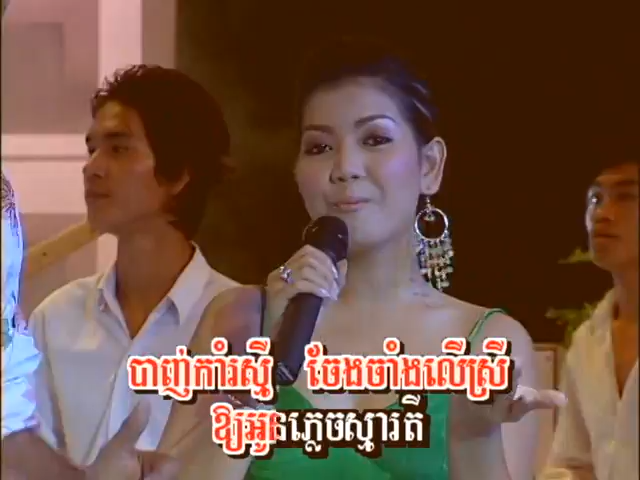 បាញ់កាំរស្មី ចែងចាំងលើស្រី
ឱ្យអូនភ្លេចស្មារតី